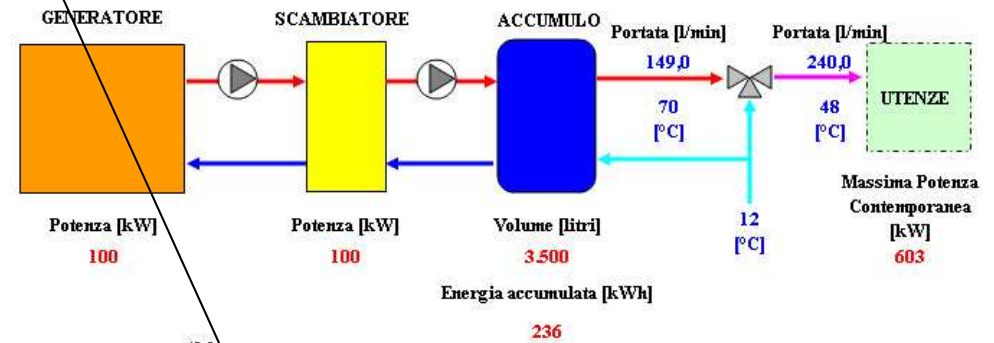 GENERATORE
SCAMBIATORE
ACCUMULO
Portata [l/min]
Portata [l/min]
149,0
240,0
UTENZE
70
[°C]
48
[°C]
Massima Potenza
Contemporanea
[kW]
603
Potenza [kW]
100
Potenza [kW]
100
Volume [litri]
3.500
12
[°C]
Energia accumulata [kWh]
236